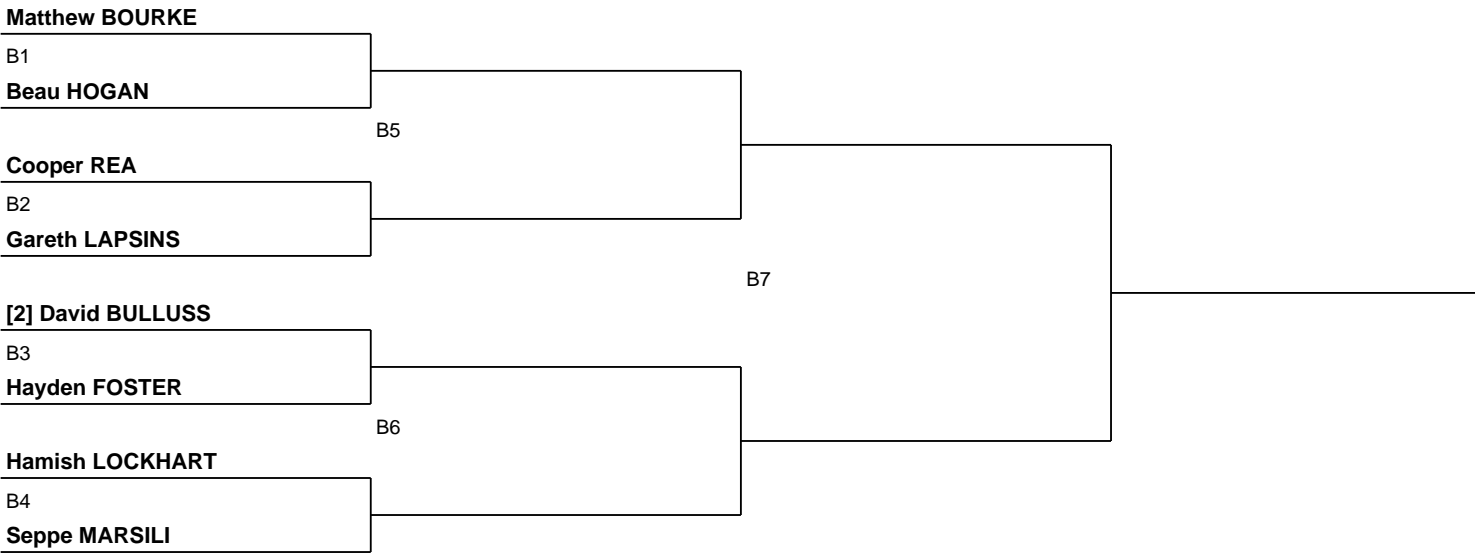 Matthew BOURKE
B1
Beau HOGAN
B5
Cooper REA
B2
Gareth LAPSINS
B7
[2] David BULLUSS
B3
Hayden FOSTER
B6
Hamish LOCKHART
B4
Seppe MARSILI